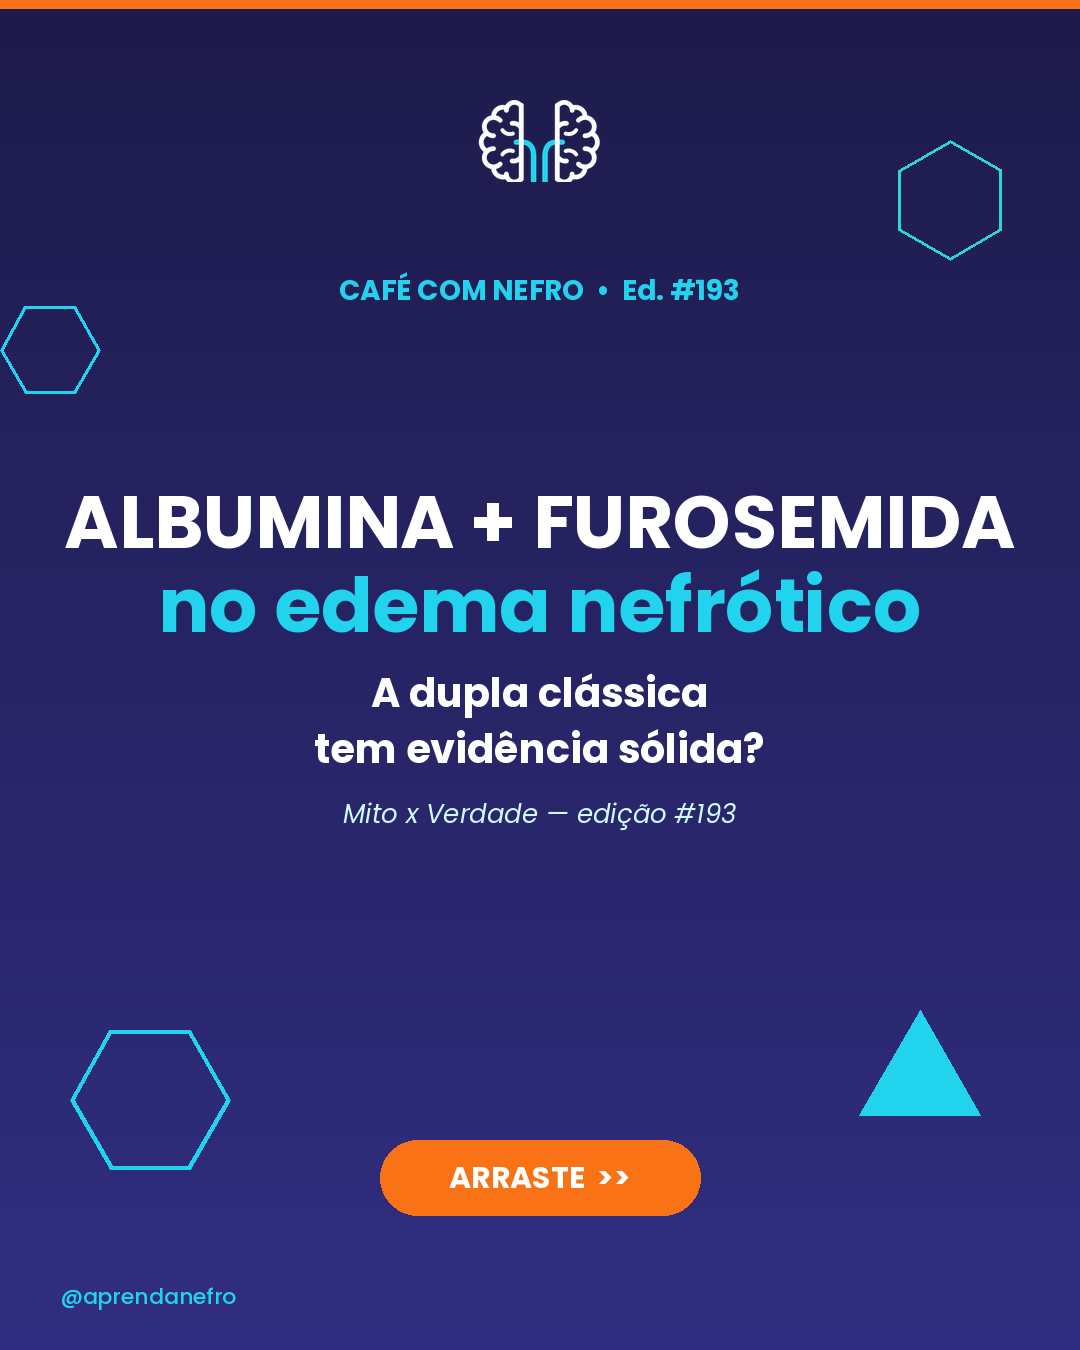 CAFÉ COM NEFRO • Ed. #193
ALBUMINA + FUROSEMIDA
no edema nefrótico
A dupla clássica
tem evidência sólida?
Mito x Verdade — edição #193
ARRASTE >>
@aprendanefro